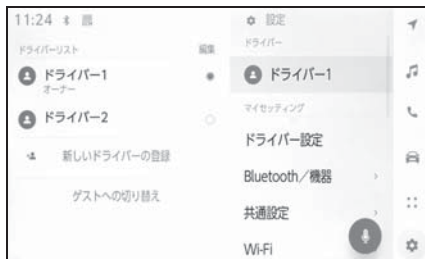 11:24
ドライバーリスト
編集
ドライバー1
オーナー
ドライバー2
新しいドライバーの登録
ゲストへの切り替え
設定
ドライバー
ドライバー1
マイセッティング
ドライバー設定
Bluetooth／機器
共通設定
Wi-Fi